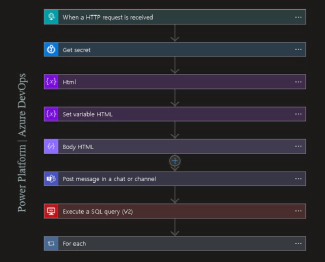 When a HTTP request is received
Get secret
Html
Set variable HTML
Body HTML
Post message in a chat or channel
Execute a SQL query (V2)
For each
Power Platform | Azure DevOps